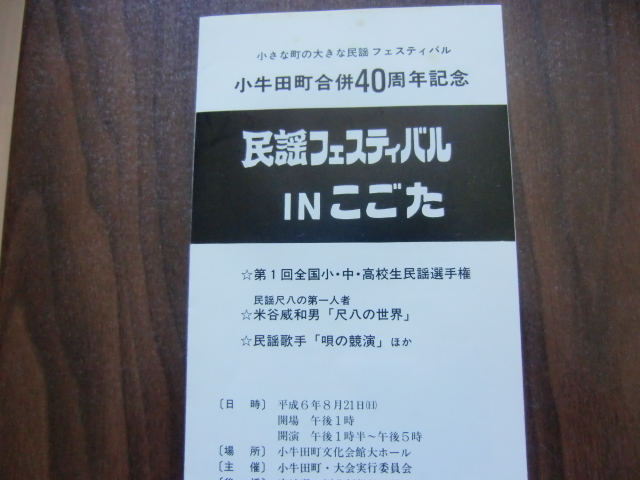 小さな町の大きな民謡フェスティバル
小牛田町合併40周年記念
民謡フェスティバル
INこごた
☆第1回全国小・中・高校生民謡選手権
民謡尺八の第一人者
☆米谷威和男「尺八の世界」
☆民謡歌手「唄の競演」ほか
〔日 時〕 平成6年8月21日(日)
開場 午後1時
開演 午後1時半〜午後5時
〔場 所〕 小牛田町文化会館大ホール
〔主 催〕 小牛田町・大会実行委員会